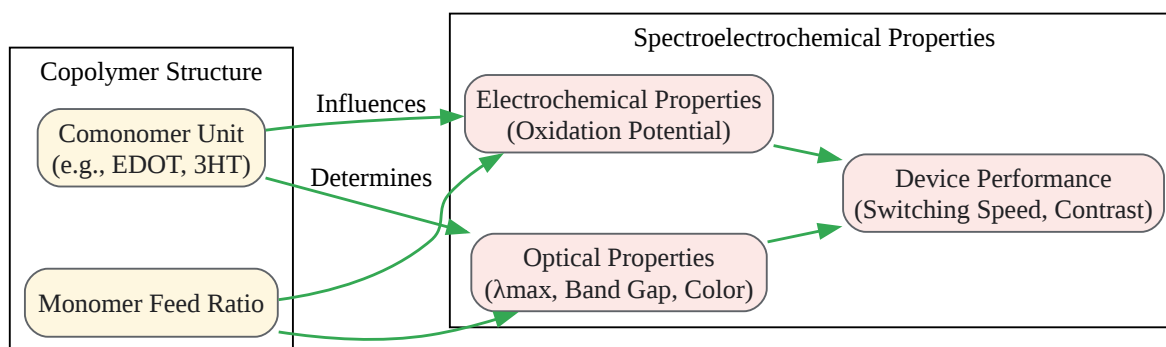 Copolymer Structure
Comonomer Unit
(e.g., EDOT, 3HT)
Monomer Feed Ratio
Influences
Determines
Spectroelectrochemical Properties
Electrochemical Properties
(Oxidation Potential)
Optical Properties
(λmax, Band Gap, Color)
Device Performance
(Switching Speed, Contrast)